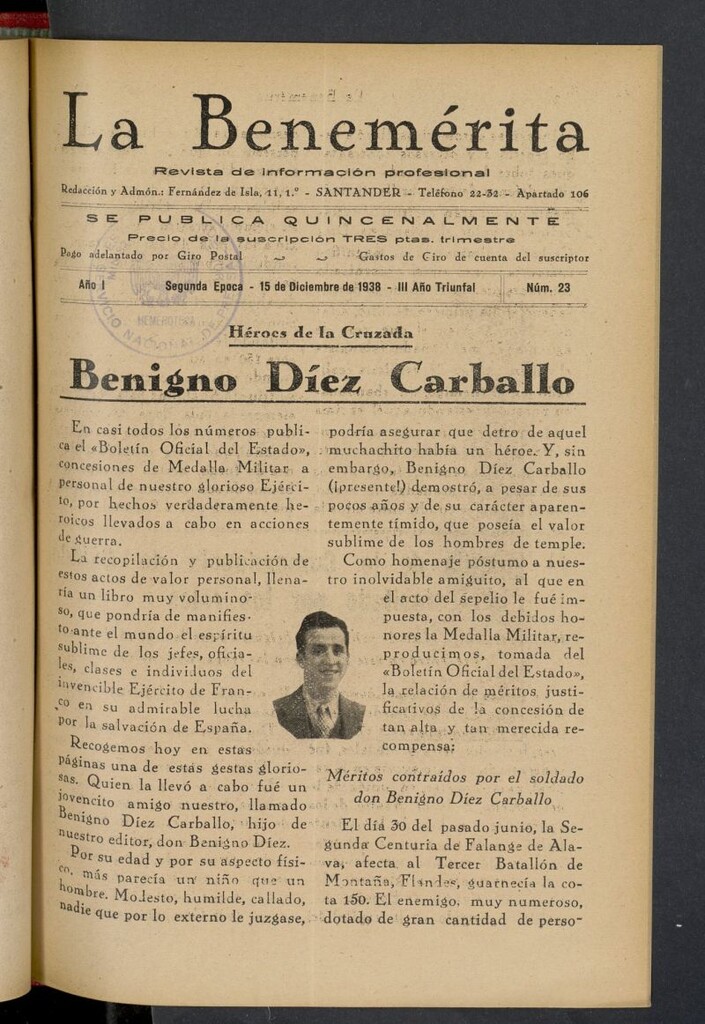 La Benemérita
Revista de información profesional
Redacción y Admón.: Fernández de Isla, 11, 1.º - SANTANDER - Teléfono 22-32 - Apartado 106
SE PUBLICA QUINCENALMENTE
Precio de la suscripción TRES ptas. trimestre
Pago adelantado por Giro Postal Gastos de Giro de cuenta del suscriptor
Año I Segunda Epoca - 15 de Diciembre de 1938 - III Año Triunfal Núm. 23
Héroes de la Cruzada
Benigno Díez Carballo
En casi todos los números publi-
ca el «Boletín Oficial del Estado»,
concesiones de Medalla Militar a
personal de nuestro glorioso Ejérci-
to, por hechos verdaderamente he-
roicos llevados a cabo en acciones
de guerra.
La recopilación y publicación de
estos actos de valor personal, llena-
ría un libro muy volumino-
so, que pondría de manifies-
to ante el mundo el espíritu
sublime de los jefes, oficia-
les, clases e individuos del
invencible Ejército de Fran-
co en su admirable lucha
por la salvación de España.
Recogemos hoy en estas
páginas una de estas gestas glorio-
sas. Quien la llevó a cabo fué un
jovencito amigo nuestro, llamado
Benigno Díez Carballo, hijo de
nuestro editor, don Benigno Díez.
Por su edad y por su aspecto físi-
co, más parecía un niño que un
hombre. Modesto, humilde, callado,
nadie que por lo externo le juzgase,
podría asegurar que detro de aquel
muchachito había un héroe. Y, sin
embargo, Benigno Díez Carballo
(¡presente!) demostró, a pesar de sus
pocos años y de su carácter aparen-
temente tímido, que poseía el valor
sublime de los hombres de temple.
Como homenaje póstumo a nues-
tro inolvidable amiguito, al que en
el acto del sepelio le fué im-
puesta, con los debidos ho-
nores la Medalla Militar, re-
producimos, tomada del
«Boletín Oficial del Estado»,
la relación de méritos justi-
ficativos de la concesión de
tan alta y tan merecida re-
compensa:
Méritos contraídos por el soldado
don Benigno Díez Carballo
El día 30 del pasado junio, la Se-
gunda Centuria de Falange de Ala-
va, afecta al Tercer Batallón de
Montaña, Flandes, guarnecía la co-
ta 150. El enemigo, muy numeroso,
dotado de gran cantidad de perso-